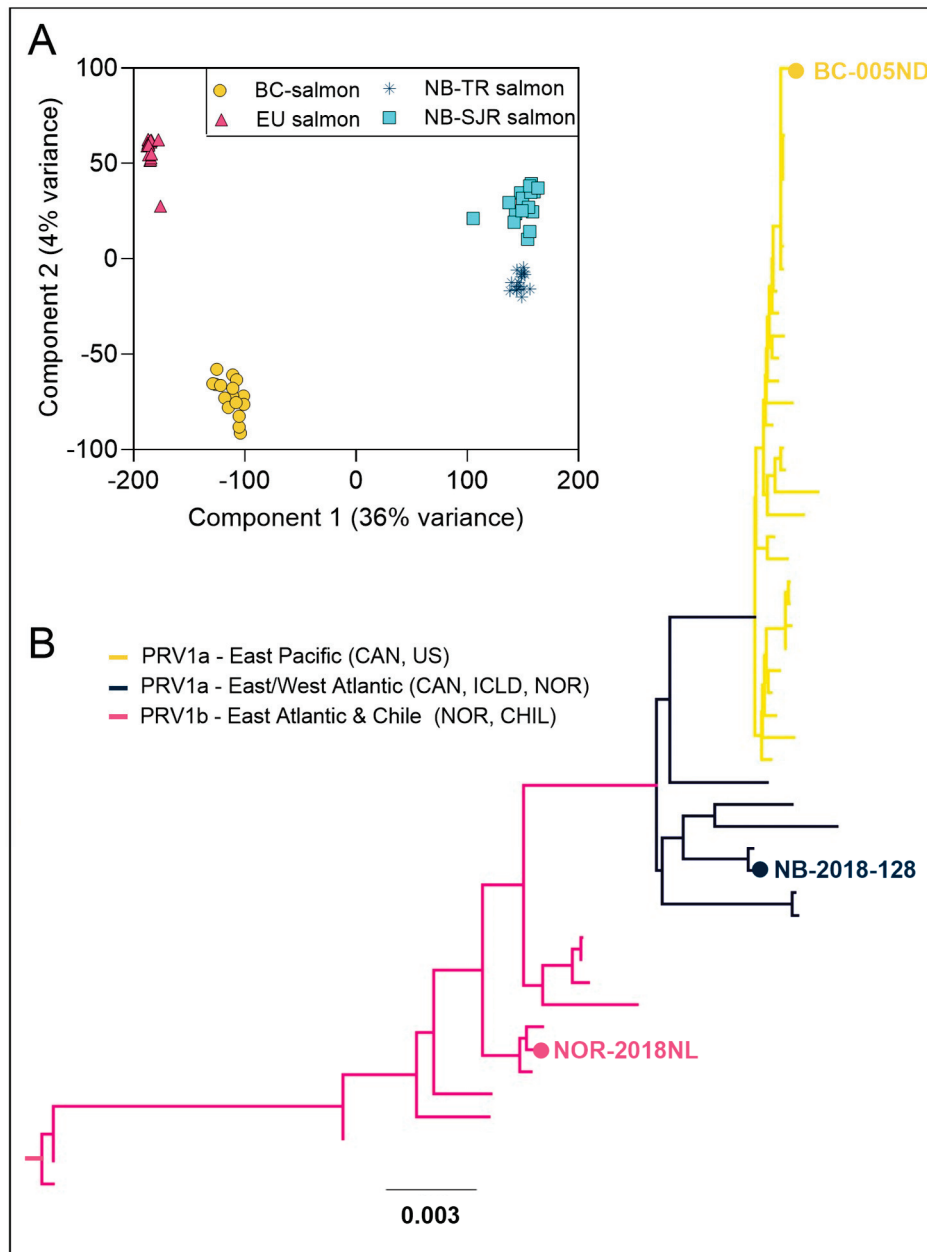 A
BC-salmon
NB-TR salmon
EU salmon
NB-SJR salmon
100
50
0
-50
-100
Component 2 (4% variance)
-200
-100
0
100
200
Component 1 (36% variance)
BC-005ND
B
PRV1a - East Pacific (CAN, US)
PRV1a - East/West Atlantic (CAN, ICLD, NOR)
PRV1b - East Atlantic & Chile (NOR, CHIL)
NB-2018-128
NOR-2018NL
0.003